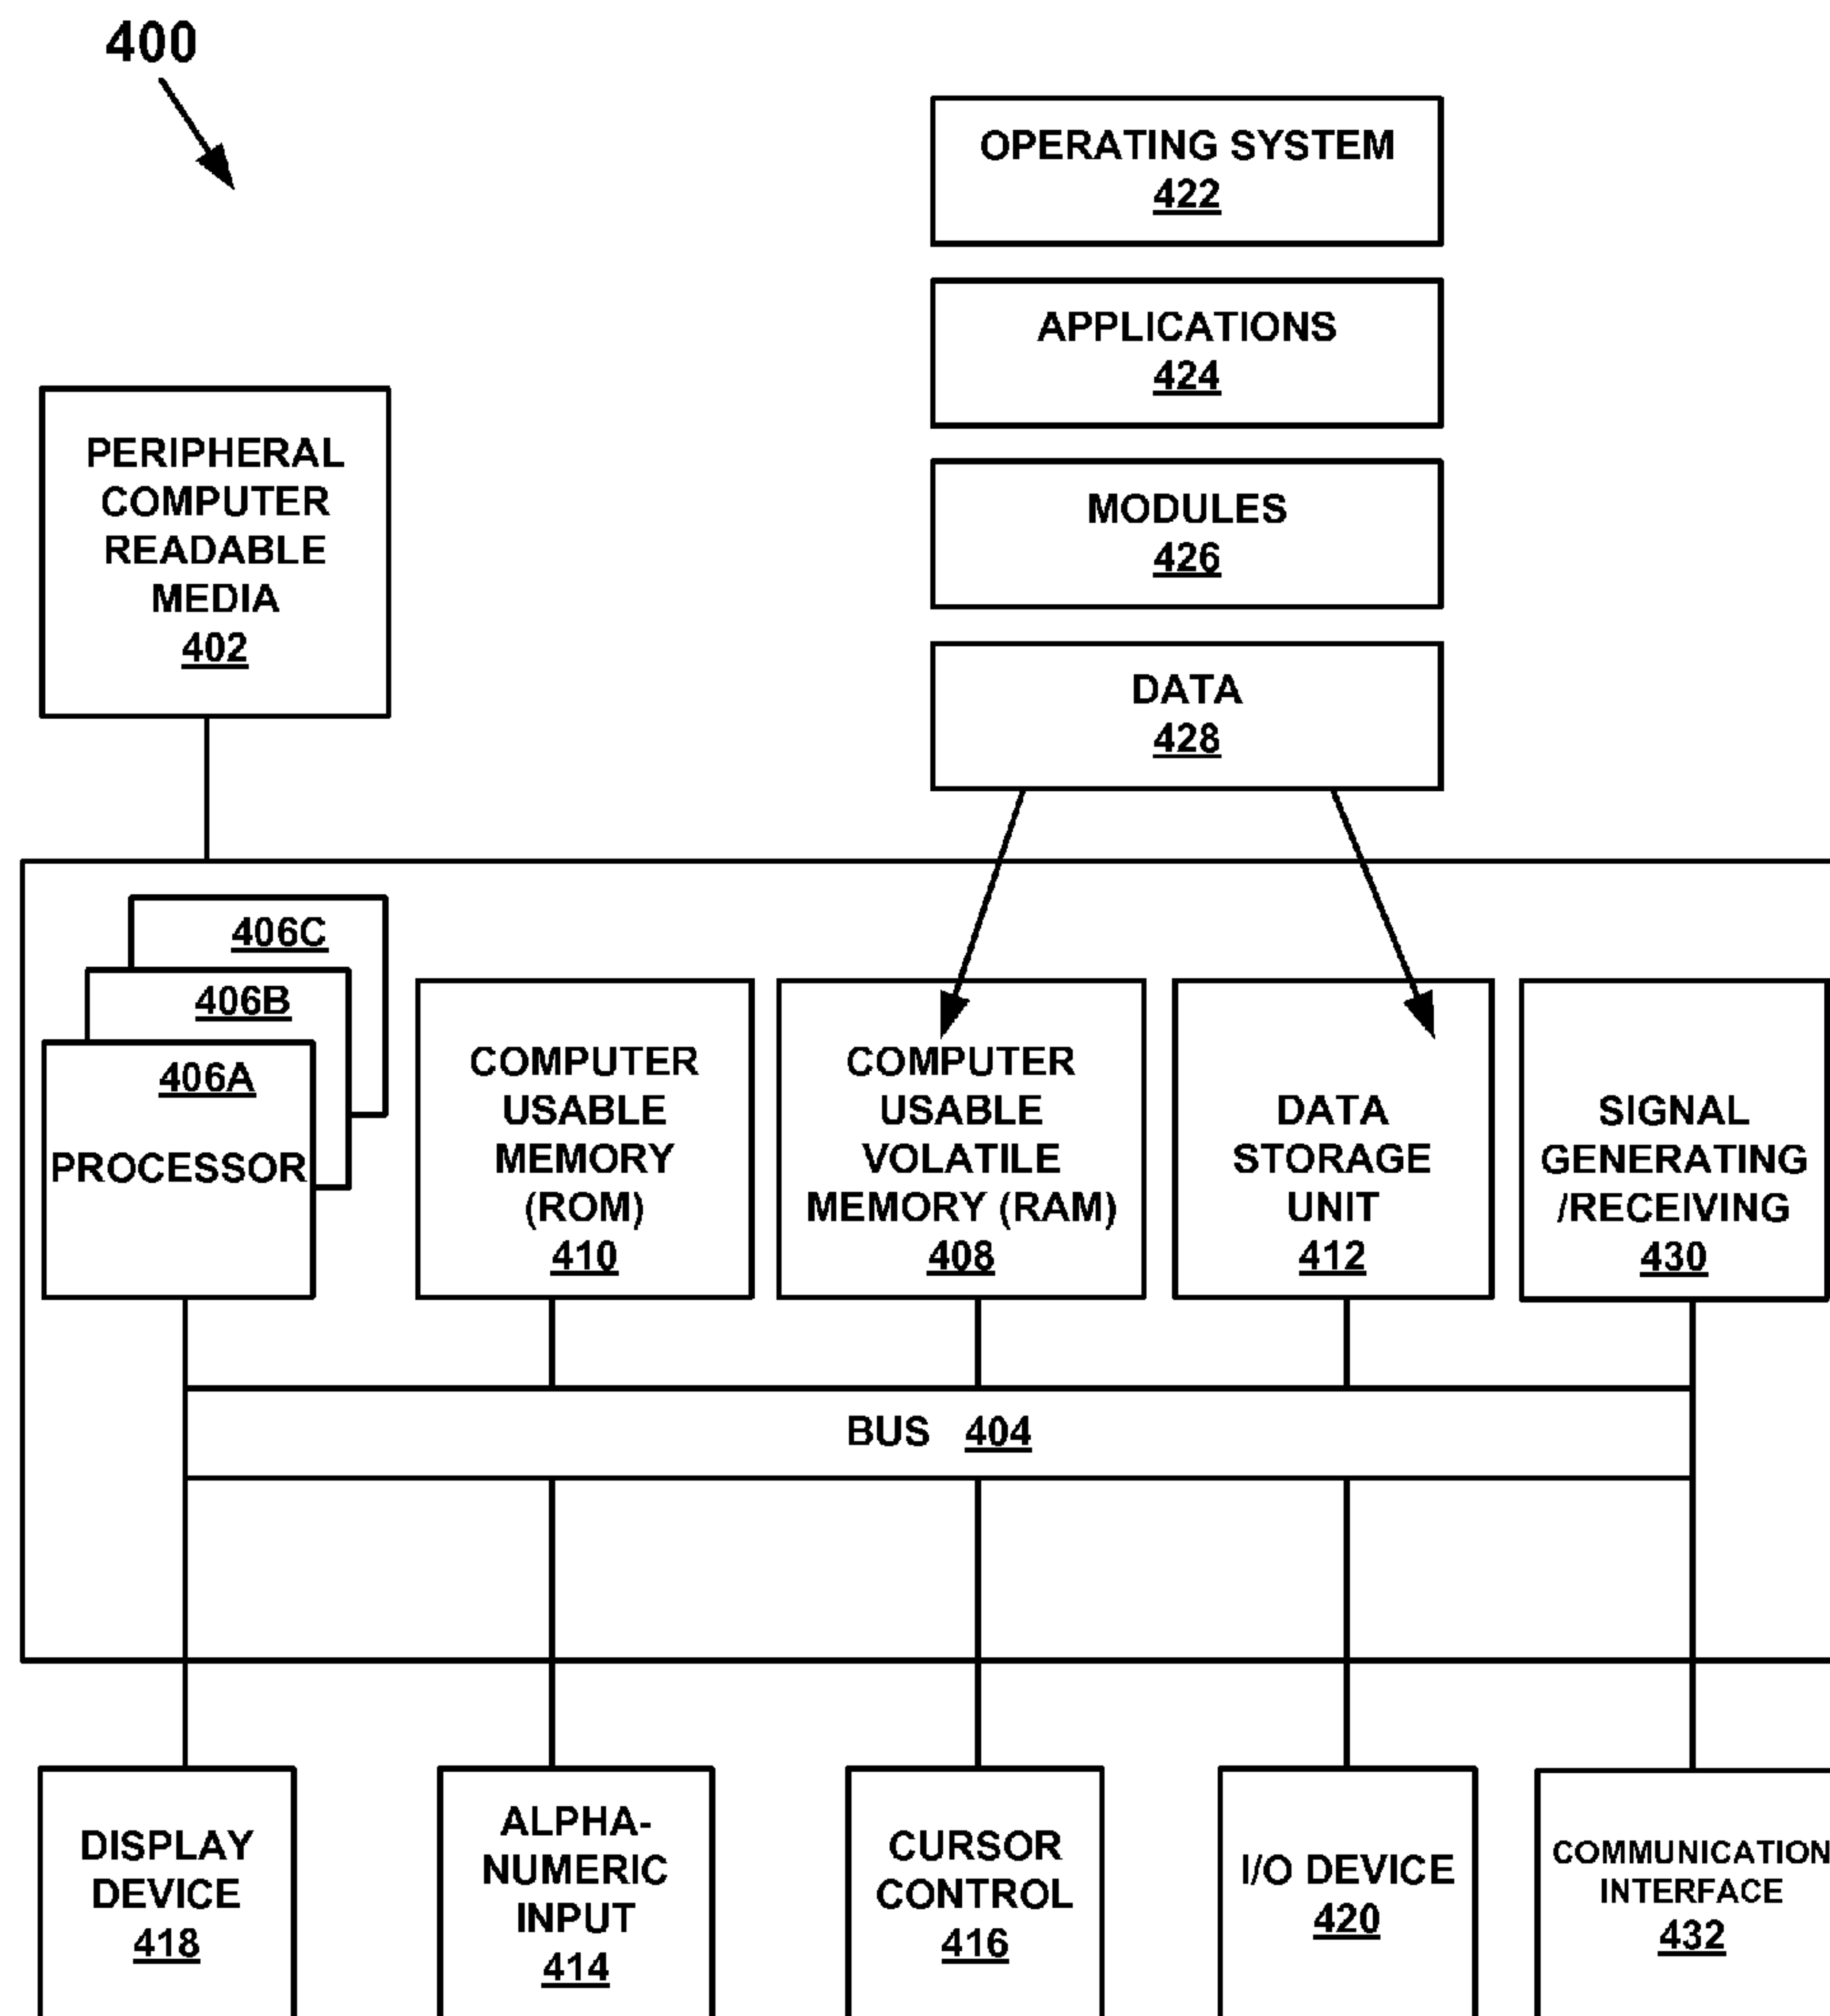 400
OPERATING SYSTEM
422
APPLICATIONS
424
PERIPHERAL
COMPUTER
READABLE
MEDIA
402
MODULES
426
DATA
428
406C
406B
406A
PROCESSOR
COMPUTER
USABLE
MEMORY
(ROM)
410
COMPUTER
USABLE
VOLATILE
MEMORY (RAM)
408
DATA
STORAGE
UNIT
412
SIGNAL
GENERATING
/RECEIVING
430
BUS 404
DISPLAY
DEVICE
418
ALPHA-
NUMERIC
INPUT
414
CURSOR
CONTROL
416
I/O DEVICE
420
COMMUNICATION
INTERFACE
432